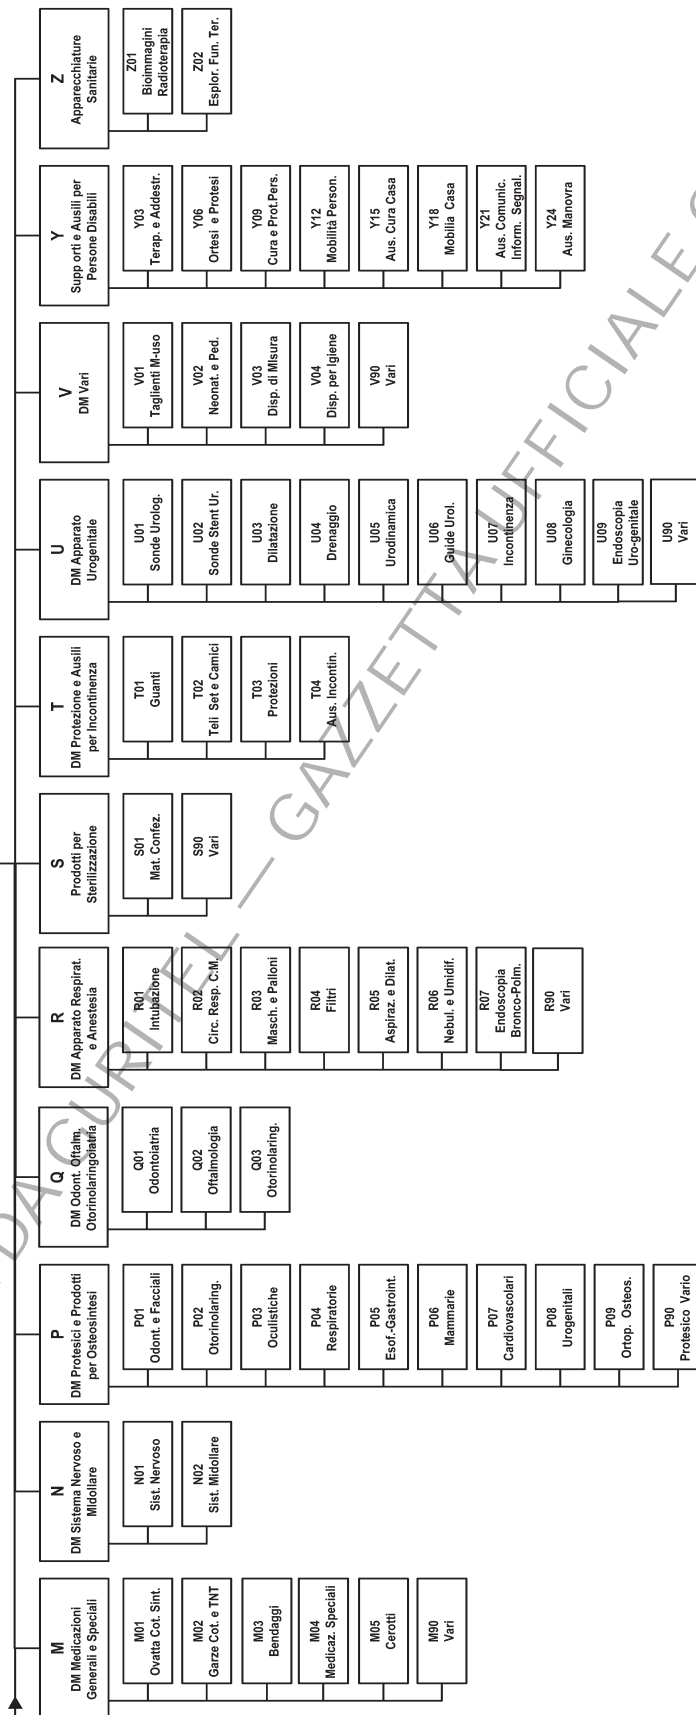 M
DM Medicazioni
Generali e Speciali
M01
Ovatta Cot. Sint.
M02
Garze Cot. e TNT
M03
Bendaggi
M04
Medicaz. Speciali
M05
Cerotti
M90
Vari
N
DM Sistema Nervoso e
MIdollare
N01
Sist. Nervoso
N02
Sist. Midollare
P
DM Protesici e Prodotti
per Osteosintesi
P01
Odont. e Facciali
P02
Otorinolaring.
P03
Oculistiche
P04
Respiratorie
P05
Esof.-Gastroint.
P06
Mammarie
P07
Cardiovascolari
P08
Urogenitali
P09
Ortop. Osteos.
P90
Protesico Vario
Q
DM Odont. Oftalm.
Otorinolaringoiatria
Q01
Odontoiatria
Q02
Oftalmologia
Q03
Otorinolaring.
R
DM Apparato Respirat.
e Anestesia
R01
Intubazione
R02
Circ. Resp. C.M.
R03
Masch. e Palloni
R04
Filtri
R05
Aspiraz. e Dilat.
R06
Nebul. e Umidif.
R07
Endoscopia
Bronco-Polm.
R90
Vari
S
Prodotti per
Sterilizzazione
S01
Mat. Confez.
S90
Vari
T
DM Protezione e Ausili
per Incontinenza
T01
Guanti
T02
Teli Set e Camici
T03
Protezioni
T04
Aus. Incontin.
U
DM Apparato
Urogenitale
U01
Sonde Urolog.
U02
Sonde Stent Ur.
U03
Dilatazione
U04
Drenaggio
U05
Urodinamica
U06
Guide Urol.
U07
Incontinenza
U08
Ginecologia
U09
Endoscopia
Uro-genitale
U90
Vari
V
DM Vari
V01
Taglienti M-uso
V02
Neonat. e Ped.
V03
Disp. di MIsura
V04
Disp. per Igiene
V90
Vari
Y
Supp orti e Ausili per
Persone Disabili
Y03
Terap. e Addestr.
Y06
Ortesi e Protesi
Y09
Cura e Prot.Pers.
Y12
Mobilità Person.
Y15
Aus. Cura Casa
Y18
Mobilia Casa
Y21
Aus. Comunic.
Inform. Segnal.
Y24
Aus. Manovra
Z
Apparecchiature
Sanitarie
Z01
Bioimmagini
Radioterapia
Z02
Esplor. Fun. Ter.
DA CURITEL — GAZZETTA UFFICIALE